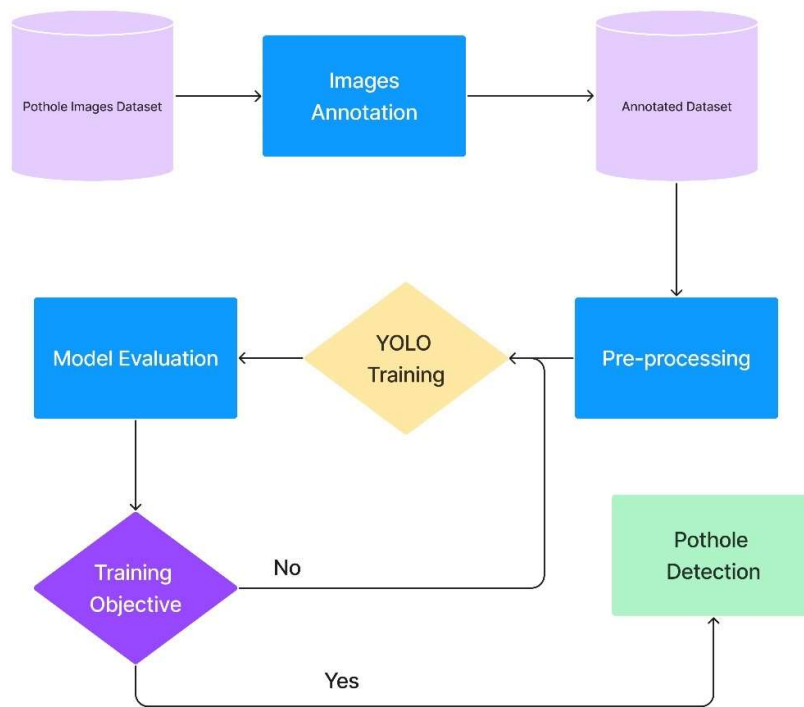 Pothole Images Dataset
Images
Annotation
Annotated Dataset
Model Evaluation
YOLO
Training
Pre-processing
Training
Objective
No
Pothole
Detection
Yes